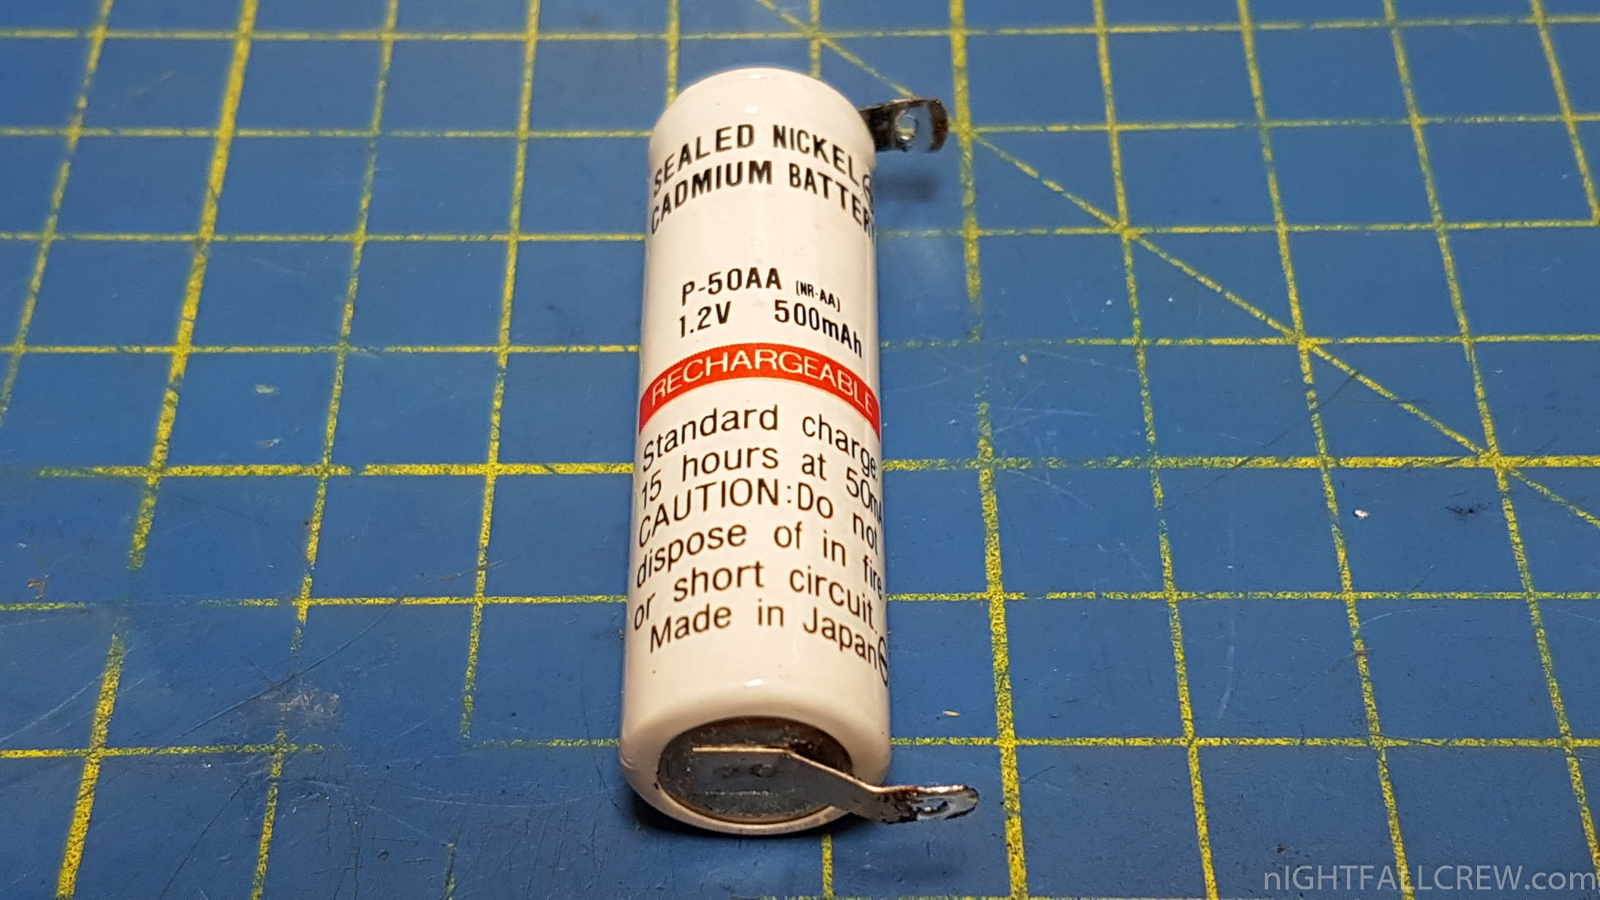 SEALED NICKEL
CADMIUM BATTERY
P-50AA (NR-AA)
1.2V 500mAh
RECHARGEABLE
Standard charge:
15 hours at 50mA
CAUTION:Do not
dispose of in fire
or short circuit.
Made in Japan
nIGHTFALLCREW.com